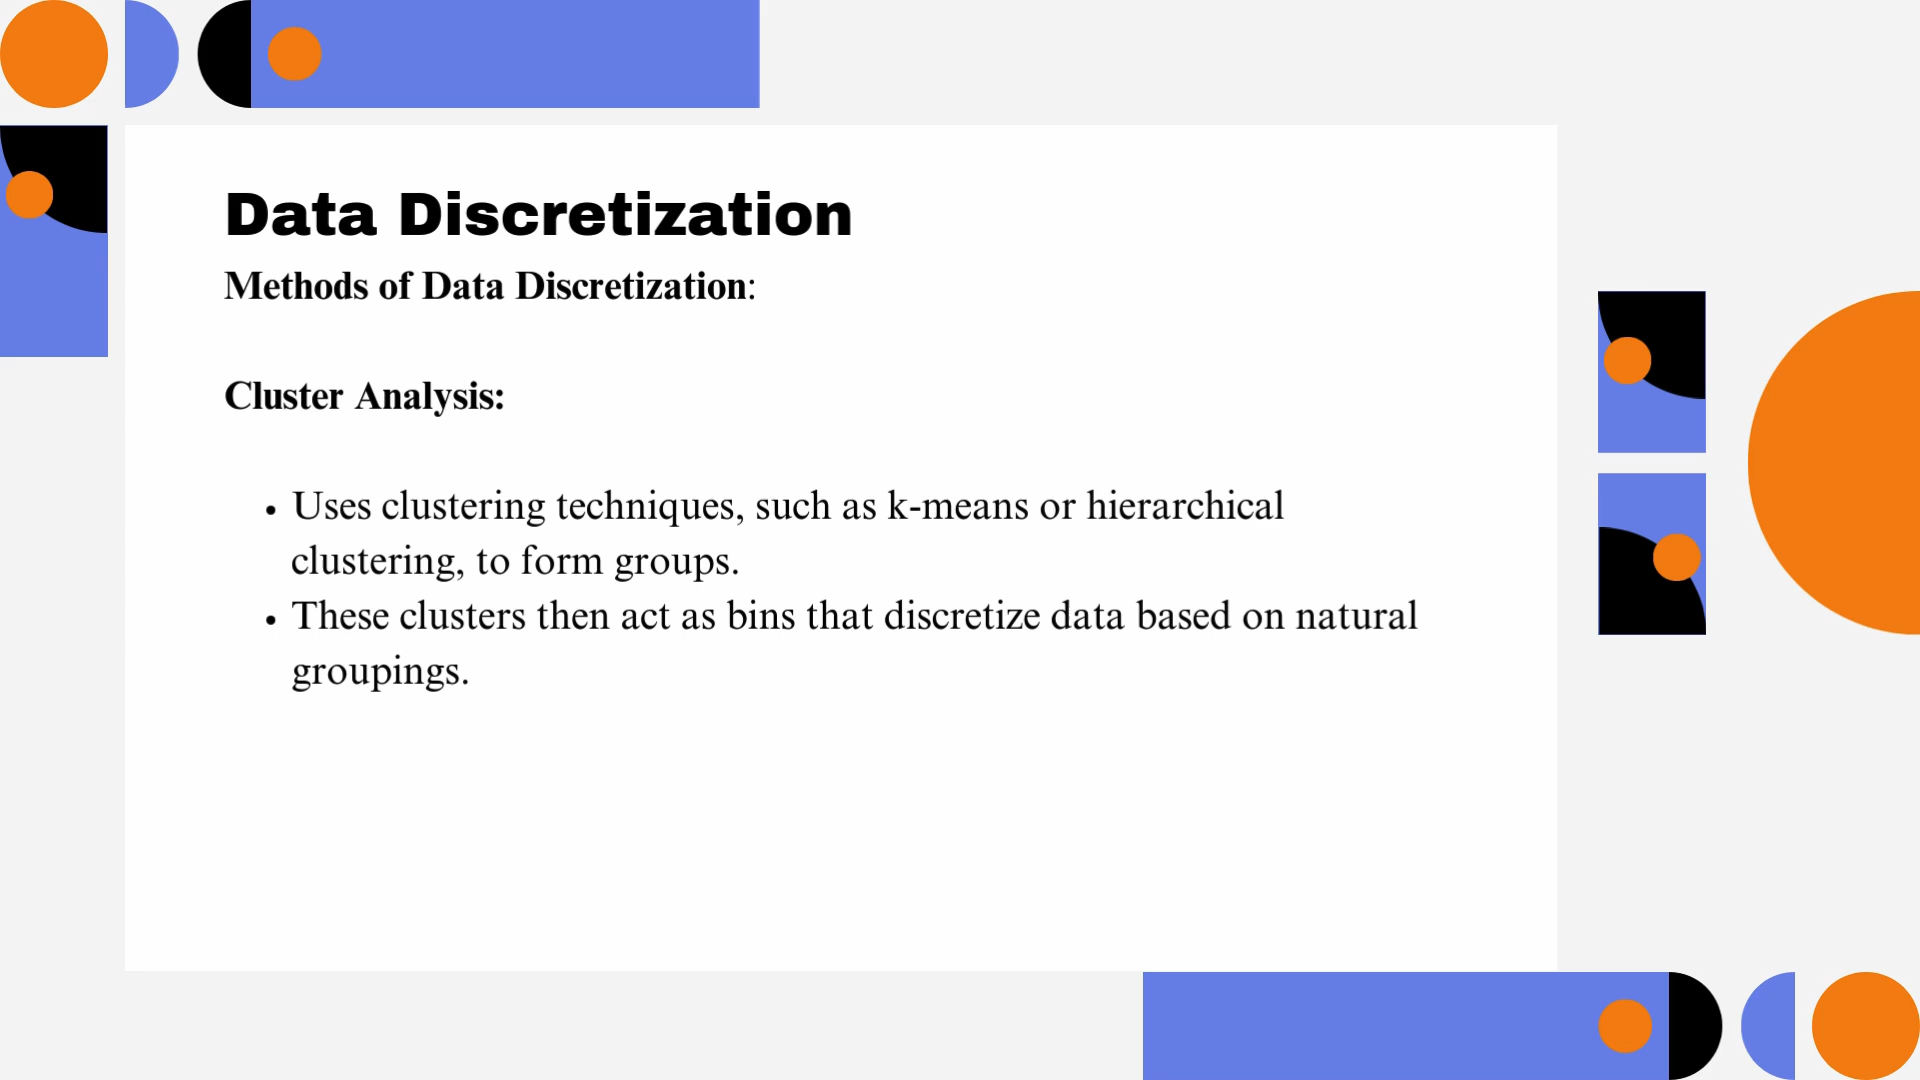 Data Discretization
Methods of Data Discretization:
Cluster Analysis:
• Uses clustering techniques, such as k-means or hierarchical
clustering, to form groups.
• These clusters then act as bins that discretize data based on natural
groupings.